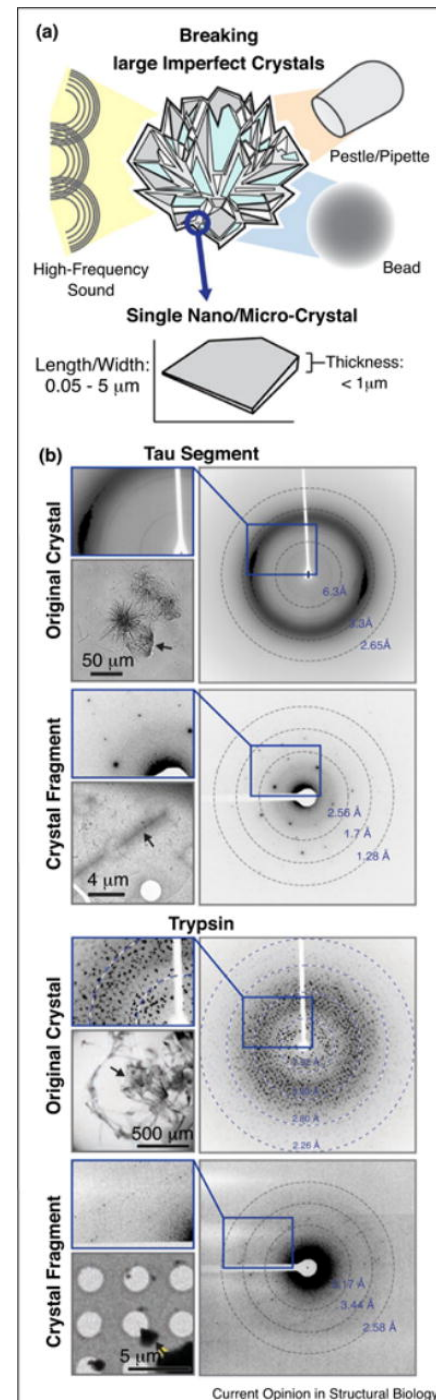 (a)
Breaking
large Imperfect Crystals
Pestle/Pipette
High-Frequency
Sound
Bead
Single Nano/Micro-Crystal
Length/Width:
0.05 - 5 μm
Thickness:
< 1μm
(b)
Tau Segment
Original Crystal
50 μm
6.3Å
2.65Å
Crystal Fragment
4 μm
2.56 Å
1.7 Å
1.28 Å
Trypsin
Original Crystal
500 μm
2.26 Å
Crystal Fragment
5 μm
3.44 Å
2.58 Å
Current Opinion in Structural Biology